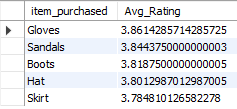 item_purchased Avg_Rating
Gloves 3.8614285714285725
Sandals 3.8443750000000003
Boots 3.8187500000000005
Hat 3.8012987012987005
Skirt 3.784810126582278